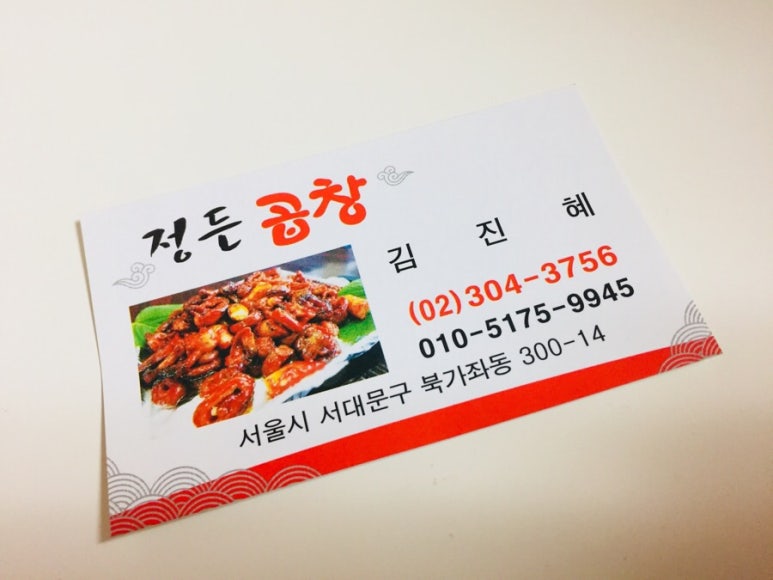 정든 곱창
김진혜
(02)304-3756
010-5175-9945
서울시 서대문구 북가좌동 300-14